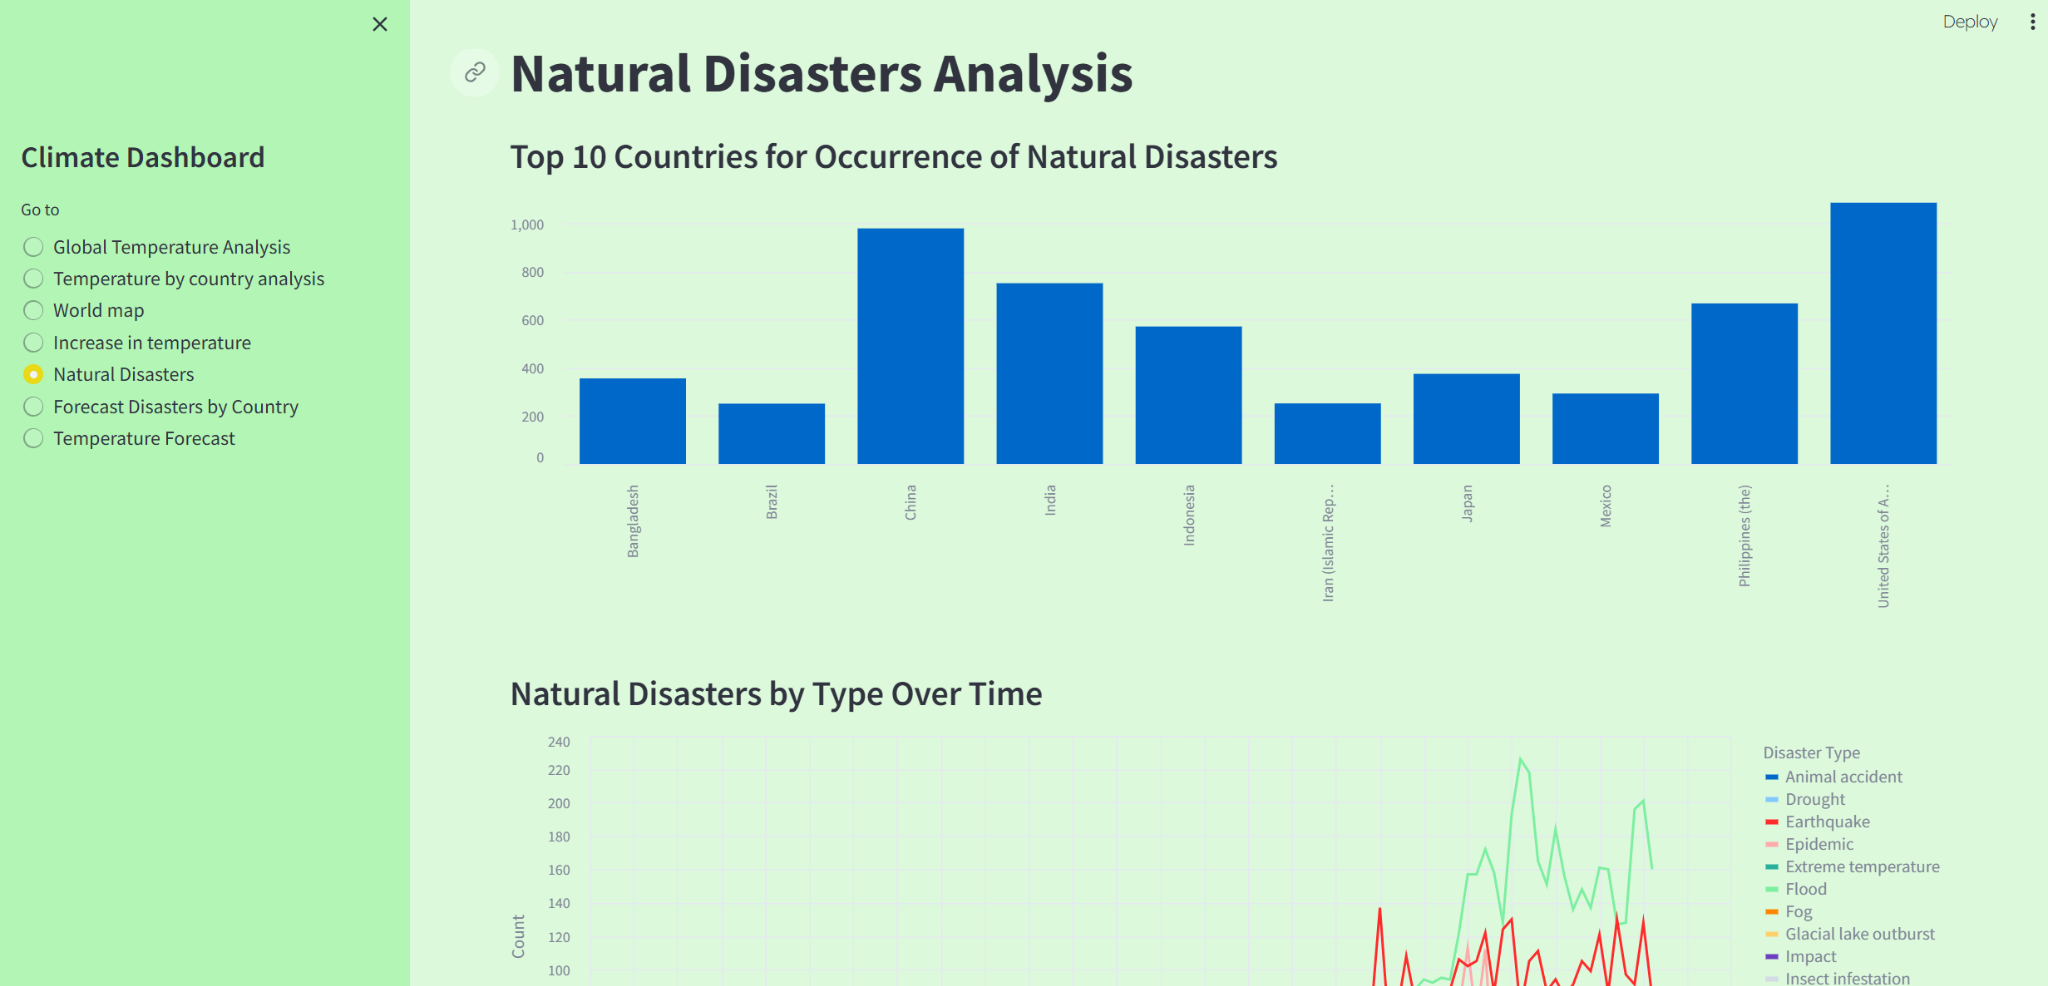 Deploy
Natural Disasters Analysis
Climate Dashboard
Go to
Global Temperature Analysis
Temperature by country analysis
World map
Increase in temperature
Natural Disasters
Forecast Disasters by Country
Temperature Forecast
Top 10 Countries for Occurrence of Natural Disasters
1,000
800
600
400
200
0
Bangladesh
Brazil
China
India
Indonesia
Iran (Islamic Rep…
Japan
Mexico
Philippines (the)
United States of A…
Natural Disasters by Type Over Time
240
220
200
180
160
140
120
100
Count
Disaster Type
Animal accident
Drought
Earthquake
Epidemic
Extreme temperature
Flood
Fog
Glacial lake outburst
Impact
Insect infestation